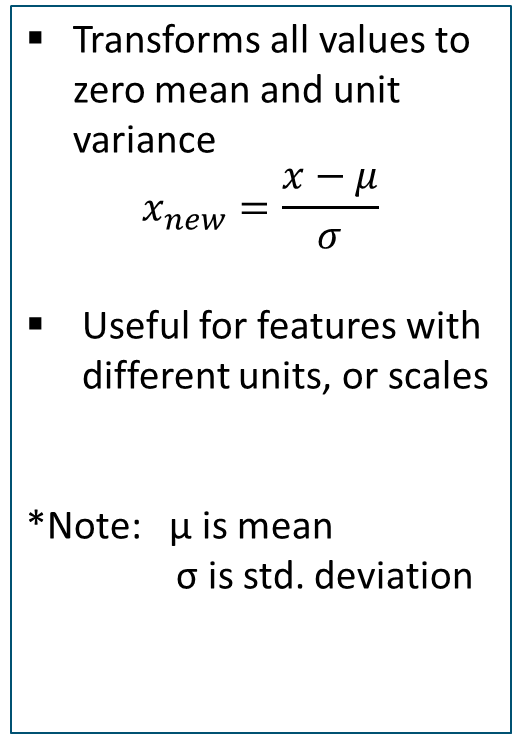 ▪ Transforms all values to
zero mean and unit
variance
x_new = (x − μ) / σ
▪ Useful for features with
different units, or scales
*Note: μ is mean
σ is std. deviation